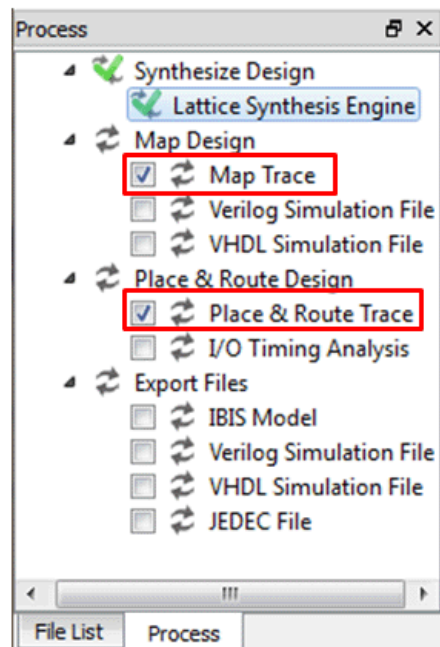 Process
Synthesize Design
Lattice Synthesis Engine
Map Design
Map Trace
Verilog Simulation File
VHDL Simulation File
Place & Route Design
Place & Route Trace
I/O Timing Analysis
Export Files
IBIS Model
Verilog Simulation File
VHDL Simulation File
JEDEC File
File List Process